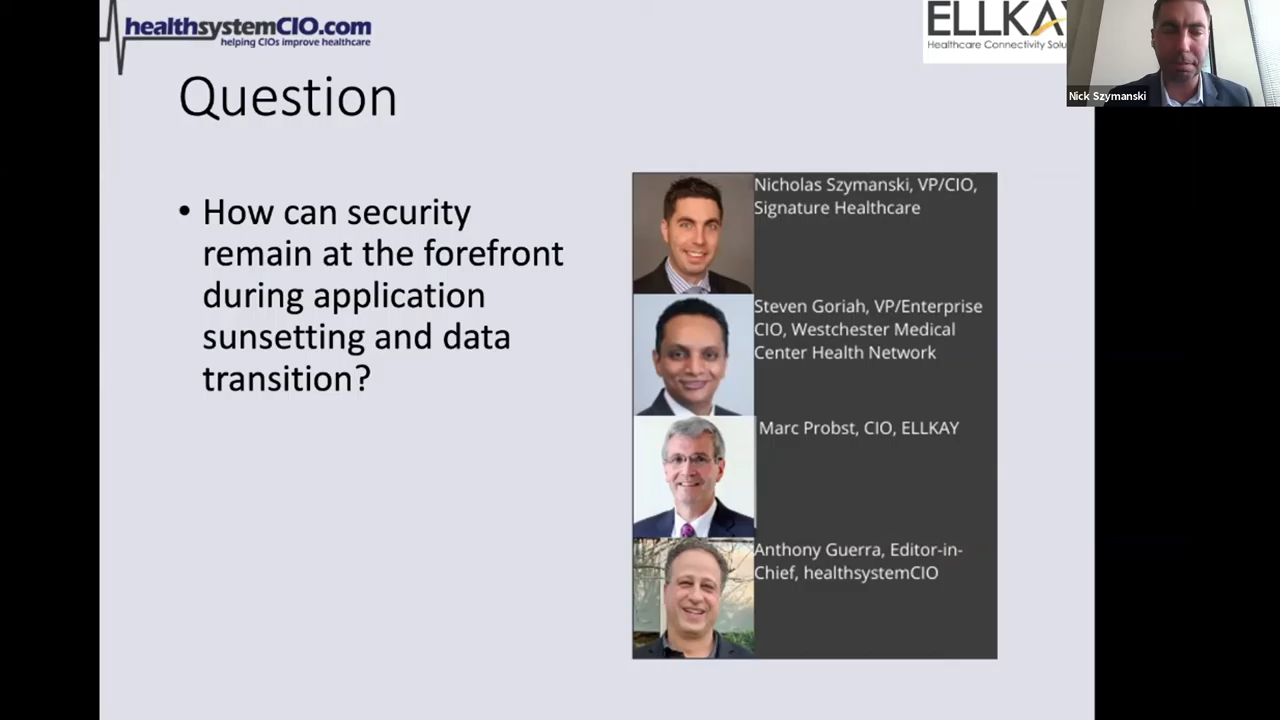 healthsystemCIO.com
helping CIOs improve healthcare
ELLKAY
Healthcare Connectivity
Nick Szymanski
Question
• How can security
remain at the forefront
during application
sunsetting and data
transition?
Nicholas Szymanski, VP/CIO,
Signature Healthcare
Steven Goriah, VP/Enterprise
CIO, Westchester Medical
Center Health Network
Marc Probst, CIO, ELLKAY
Anthony Guerra, Editor-in-
Chief, healthsystemCIO